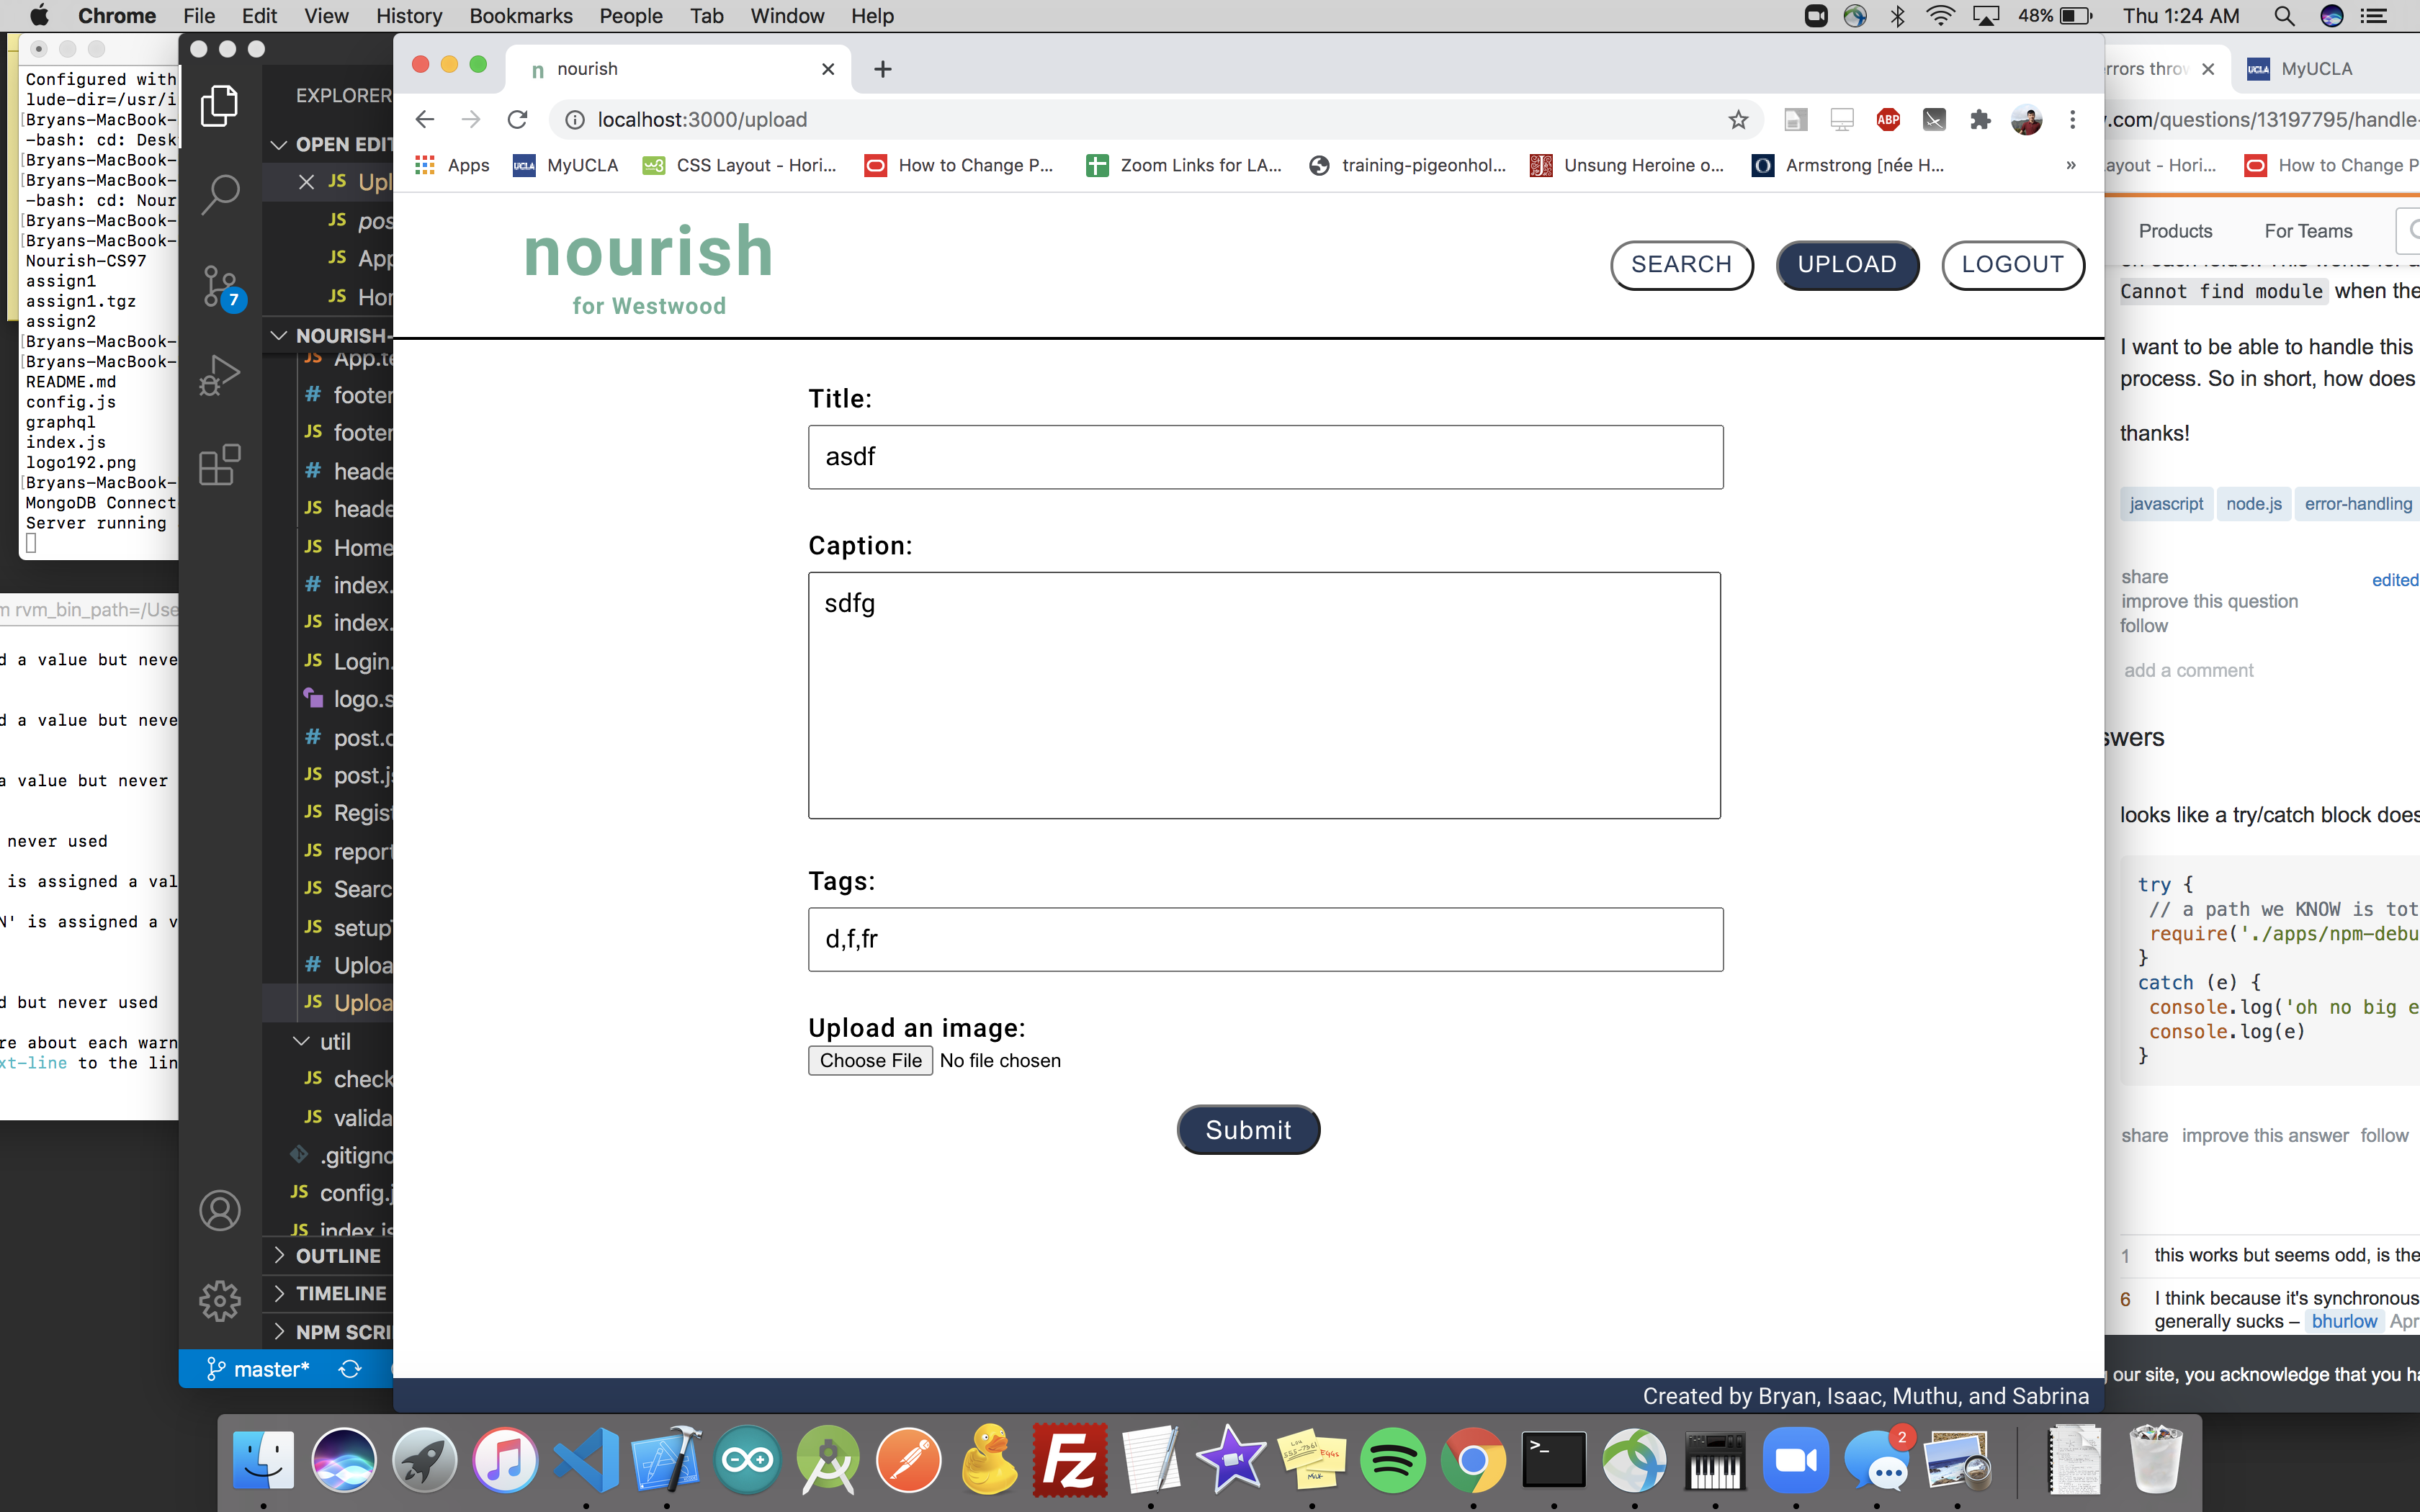 Chrome File Edit View History Bookmarks People Tab Window Help 48% Thu 1:24 AM
Configured with
lude-dir=/usr/i
[Bryans-MacBook-
-bash: cd: Desk
[Bryans-MacBook-
[Bryans-MacBook-
-bash: cd: Nour
[Bryans-MacBook-
[Bryans-MacBook-
Nourish-CS97
assign1
assign1.tgz
assign2
[Bryans-MacBook-
[Bryans-MacBook-
README.md
config.js
graphql
index.js
logo192.png
[Bryans-MacBook-
MongoDB Connect
Server running
m rvm_bin_path=/Use
d a value but neve
d a value but neve
a value but never
never used
is assigned a val
N' is assigned a v
d but never used
re about each warn
xt-line to the lin
EXPLORER
OPEN EDIT
JS Upl
JS pos
JS App
JS Hor
NOURISH-
JS App.te
# footer
JS footer
# heade
JS heade
JS Home
# index.
JS index.
JS Login.
logo.s
# post.c
JS post.js
JS Regist
JS report
JS Searc
JS setupT
# Uploa
JS Uploa
util
JS check
JS valida
.gitigno
JS config.j
JS index.js
OUTLINE
TIMELINE
NPM SCRI
7
master*
n nourish
localhost:3000/upload
ABP
Apps UCLA MyUCLA CSS Layout - Hori... How to Change P... Zoom Links for LA... training-pigeonhol... Unsung Heroine o... Armstrong [née H... »
nourish
for Westwood
SEARCH UPLOAD LOGOUT
Title:
asdf
Caption:
sdfg
Tags:
d,f,fr
Upload an image:
Choose File No file chosen
Submit
Created by Bryan, Isaac, Muthu, and Sabrina
rrors throw UCLA MyUCLA
.com/questions/13197795/handle-
ayout - Hori... How to Change P
Products For Teams
Cannot find module when the
I want to be able to handle this
process. So in short, how does
thanks!
javascript node.js error-handling
share
improve this question
follow
edited
add a comment
swers
looks like a try/catch block does
try {
// a path we KNOW is tot
require('./apps/npm-debu
}
catch (e) {
console.log('oh no big e
console.log(e)
}
share improve this answer follow
1 this works but seems odd, is the
6 I think because it's synchronous
generally sucks – bhurlow Apr
our site, you acknowledge that you ha
2